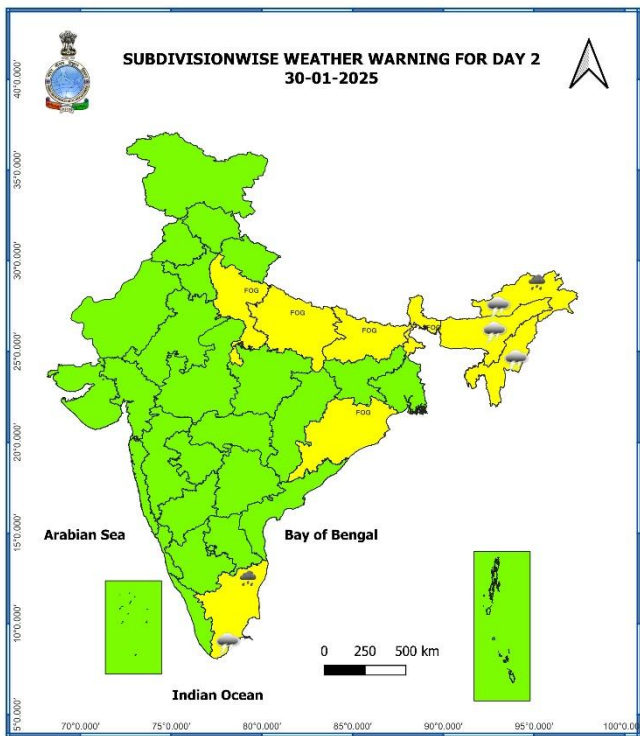 SUBDIVISIONWISE WEATHER WARNING FOR DAY 2
30-01-2025
40°0.000'
35°0.000'
30°0.000'
25°0.000'
20°0.000'
15°0.000'
10°0.000'
5°0.000'
FOG
FOG
FOG
FOG
FOG
Arabian Sea
Bay of Bengal
0 250 500 km
Indian Ocean
70°0.000' 75°0.000' 80°0.000' 85°0.000' 90°0.000' 95°0.000' 100°0.00